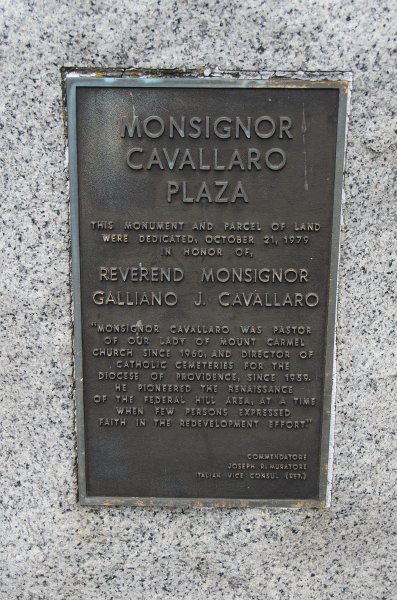 MONSIGNOR
CAVALLARO
PLAZA
THIS MONUMENT AND PARCEL OF LAND
WERE DEDICATED, OCTOBER 21, 1979
IN HONOR OF,
REVEREND MONSIGNOR
GALLIANO J. CAVALLARO
"MONSIGNOR CAVALLARO WAS PASTOR
OF OUR LADY OF MOUNT CARMEL
CHURCH SINCE 1960, AND DIRECTOR OF
CATHOLIC CEMETERIES FOR THE
DIOCESE OF PROVIDENCE, SINCE 1959.
HE PIONEERED THE RENAISSANCE
OF THE FEDERAL HILL AREA, AT A TIME
WHEN FEW PERSONS EXPRESSED
FAITH IN THE REDEVELOPMENT EFFORT"
COMMENDATORE
JOSEPH R. MURATORE
ITALIAN VICE CONSUL (RET.)